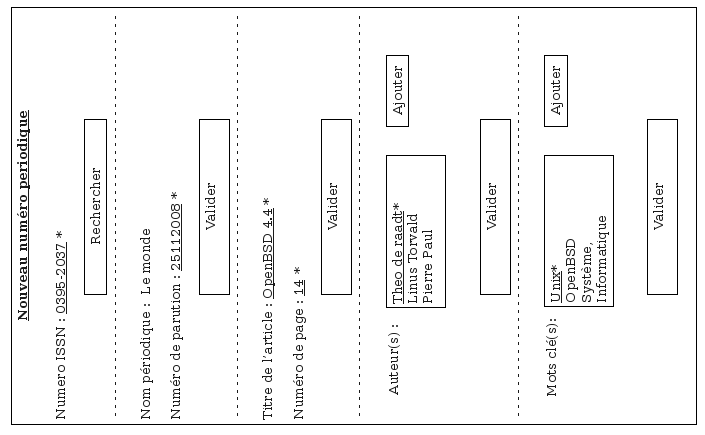 Nouveau numéro periodique
Numero ISSN : 0395-2037 *
Rechercher
Nom périodique : Le monde
Numéro de parution : 25112008 *
Valider
Titre de l'article : OpenBSD 4.4 *
Numéro de page : 14 *
Valider
Auteur(s) :
Theo de raadt*
Linus Torvald
Pierre Paul
Ajouter
Valider
Mots clé(s):
Unix*
OpenBSD
Système,
Informatique
Ajouter
Valider